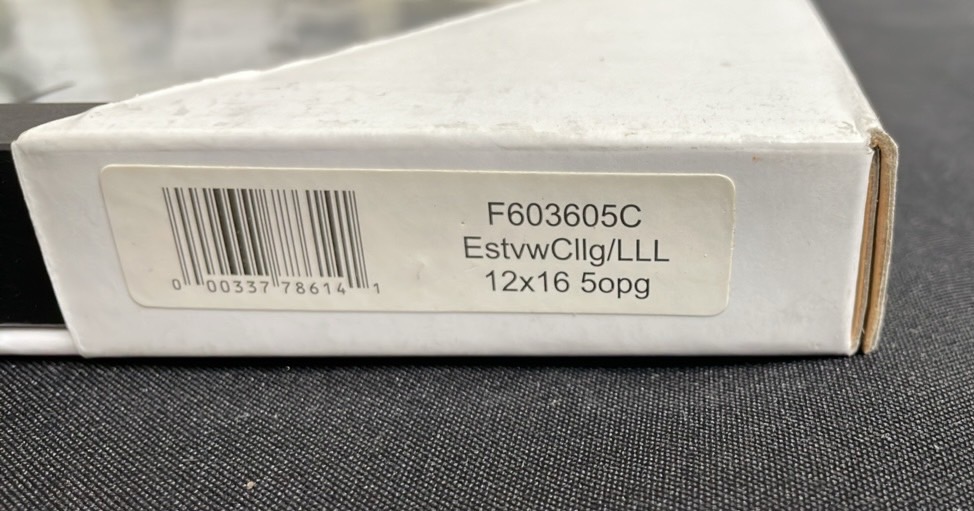 F603605C
EstvwCllg/LLL
12x16 5opg
0 00337 78614 1